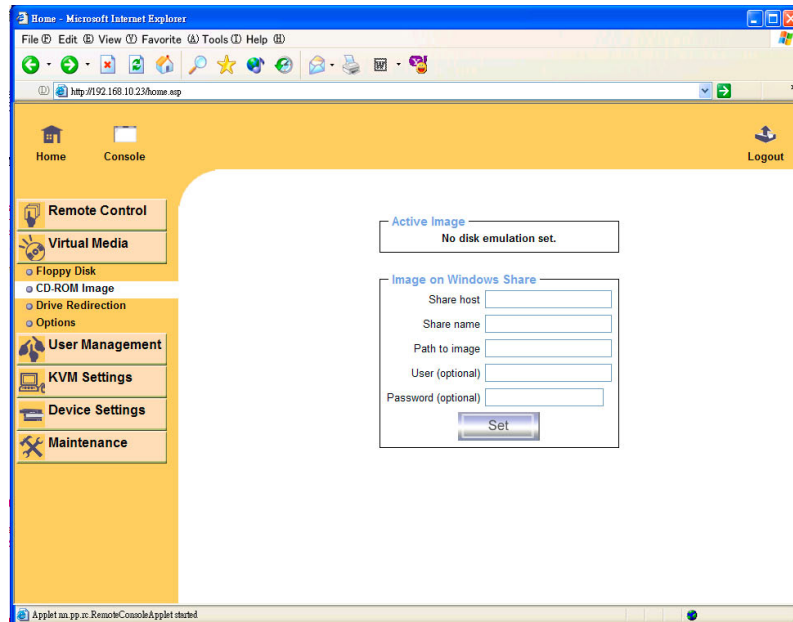 Home - Microsoft Internet Explorer
File (F) Edit (E) View (V) Favorite (A) Tools (T) Help (H)
(D) http://192.168.10.23/home.asp
Home
Console
Logout
Remote Control
Virtual Media
Floppy Disk
CD-ROM Image
Drive Redirection
Options
User Management
KVM Settings
Device Settings
Maintenance
Active Image
No disk emulation set.
Image on Windows Share
Share host
Share name
Path to image
User (optional)
Password (optional)
Set
Applet nn.pp.rc.RemoteConsoleApplet started